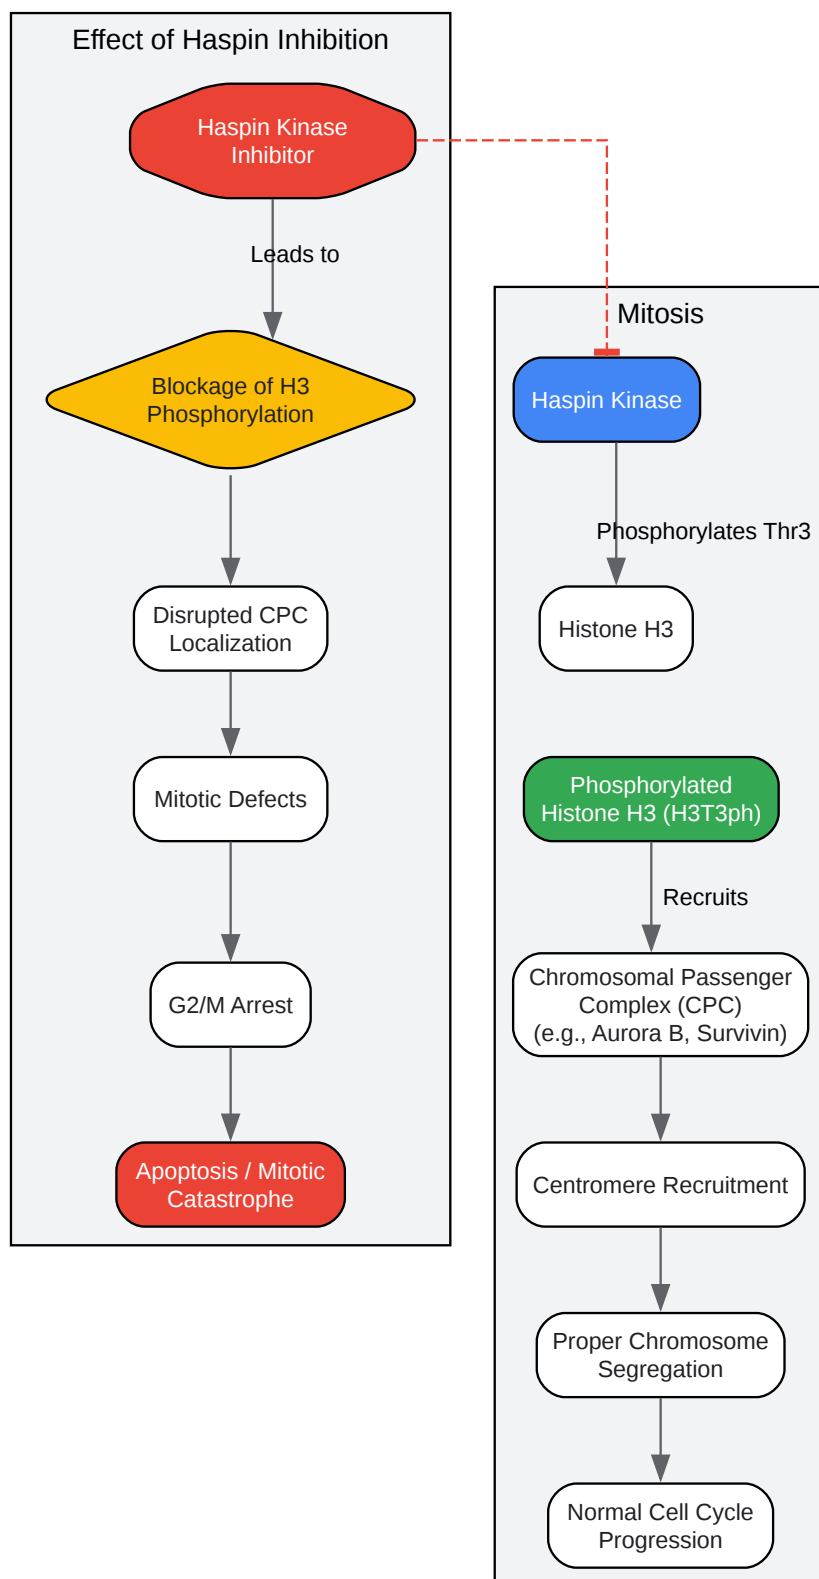 Effect of Haspin Inhibition
Haspin Kinase
Inhibitor
Leads to
Blockage of H3
Phosphorylation
Disrupted CPC
Localization
Mitotic Defects
G2/M Arrest
Apoptosis / Mitotic
Catastrophe
Mitosis
Haspin Kinase
Phosphorylates Thr3
Histone H3
Phosphorylated
Histone H3 (H3T3ph)
Recruits
Chromosomal Passenger
Complex (CPC)
(e.g., Aurora B, Survivin)
Centromere Recruitment
Proper Chromosome
Segregation
Normal Cell Cycle
Progression